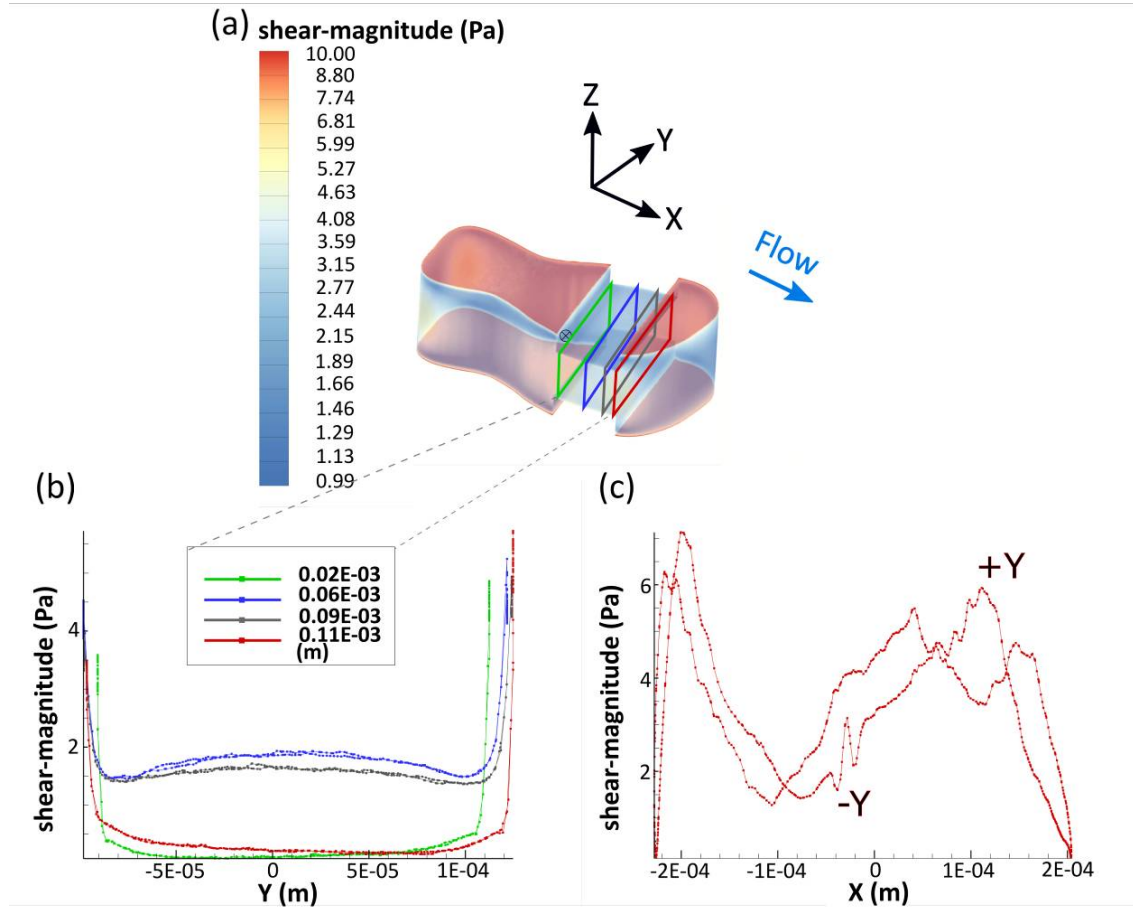 (a) shear-magnitude (Pa)
10.00
8.80
7.74
6.81
5.99
5.27
4.63
4.08
3.59
3.15
2.77
2.44
2.15
1.89
1.66
1.46
1.29
1.13
0.99
Z
Y
X
Flow
(b)
0.02E-03
0.06E-03
0.09E-03
0.11E-03
(m)
shear-magnitude (Pa)
4
2
-5E-05 0 5E-05 1E-04
Y (m)
(c)
+Y
-Y
shear-magnitude (Pa)
6
4
2
-2E-04 -1E-04 0 1E-04 2E-04
X (m)